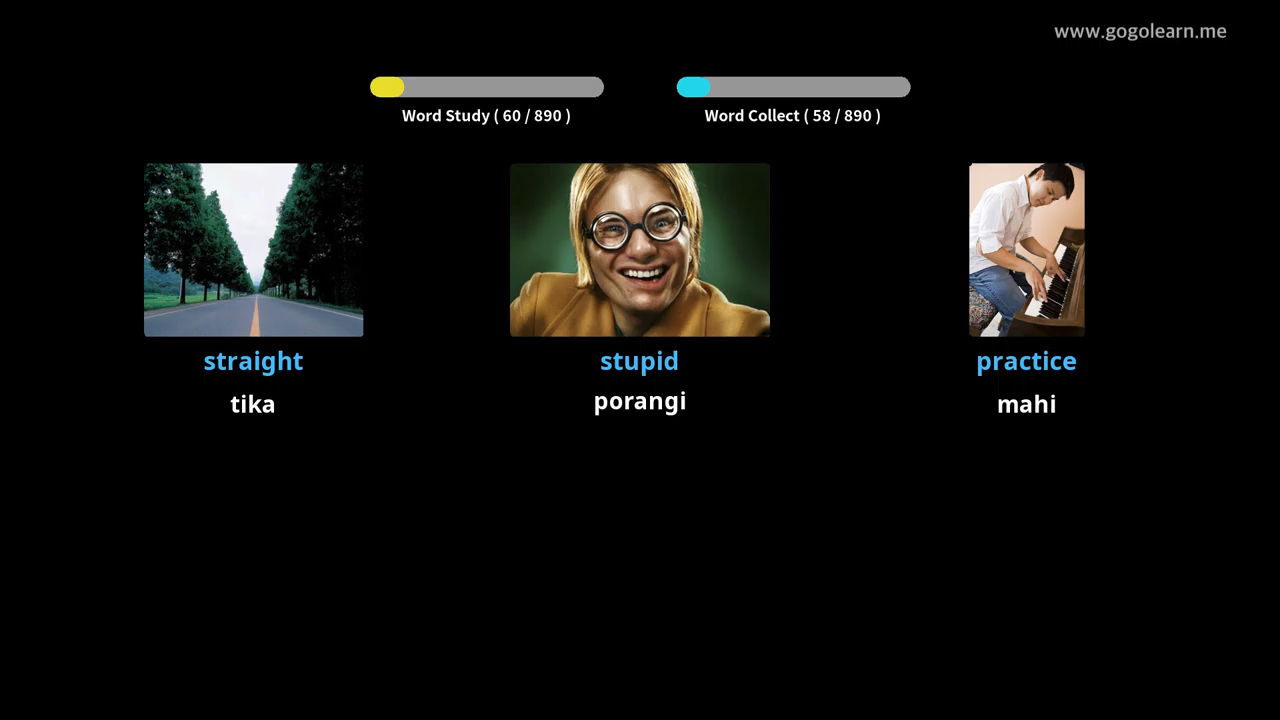 www.gogolearn.me
Word Study ( 60 / 890 )
Word Collect ( 58 / 890 )
straight
stupid
practice
tika
porangi
mahi